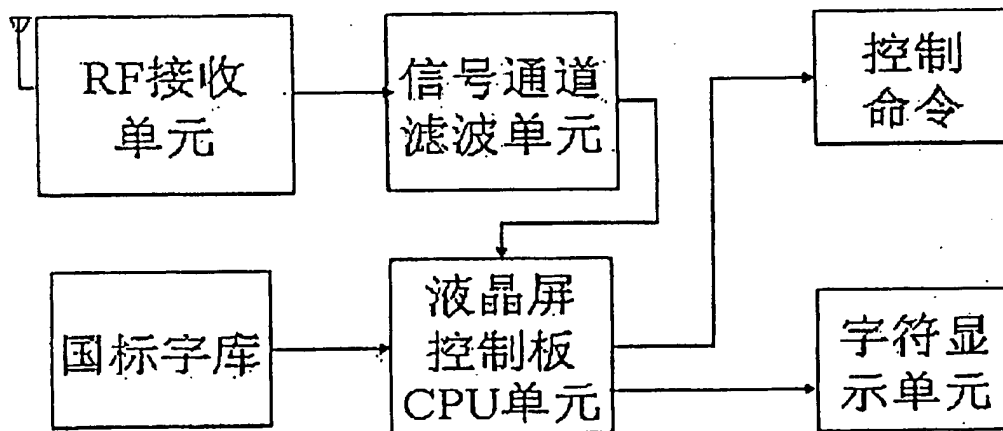 RF接收
单元
信号通道
滤波单元
控制
命令
国标字库
液晶屏
控制板
CPU单元
字符显
示单元